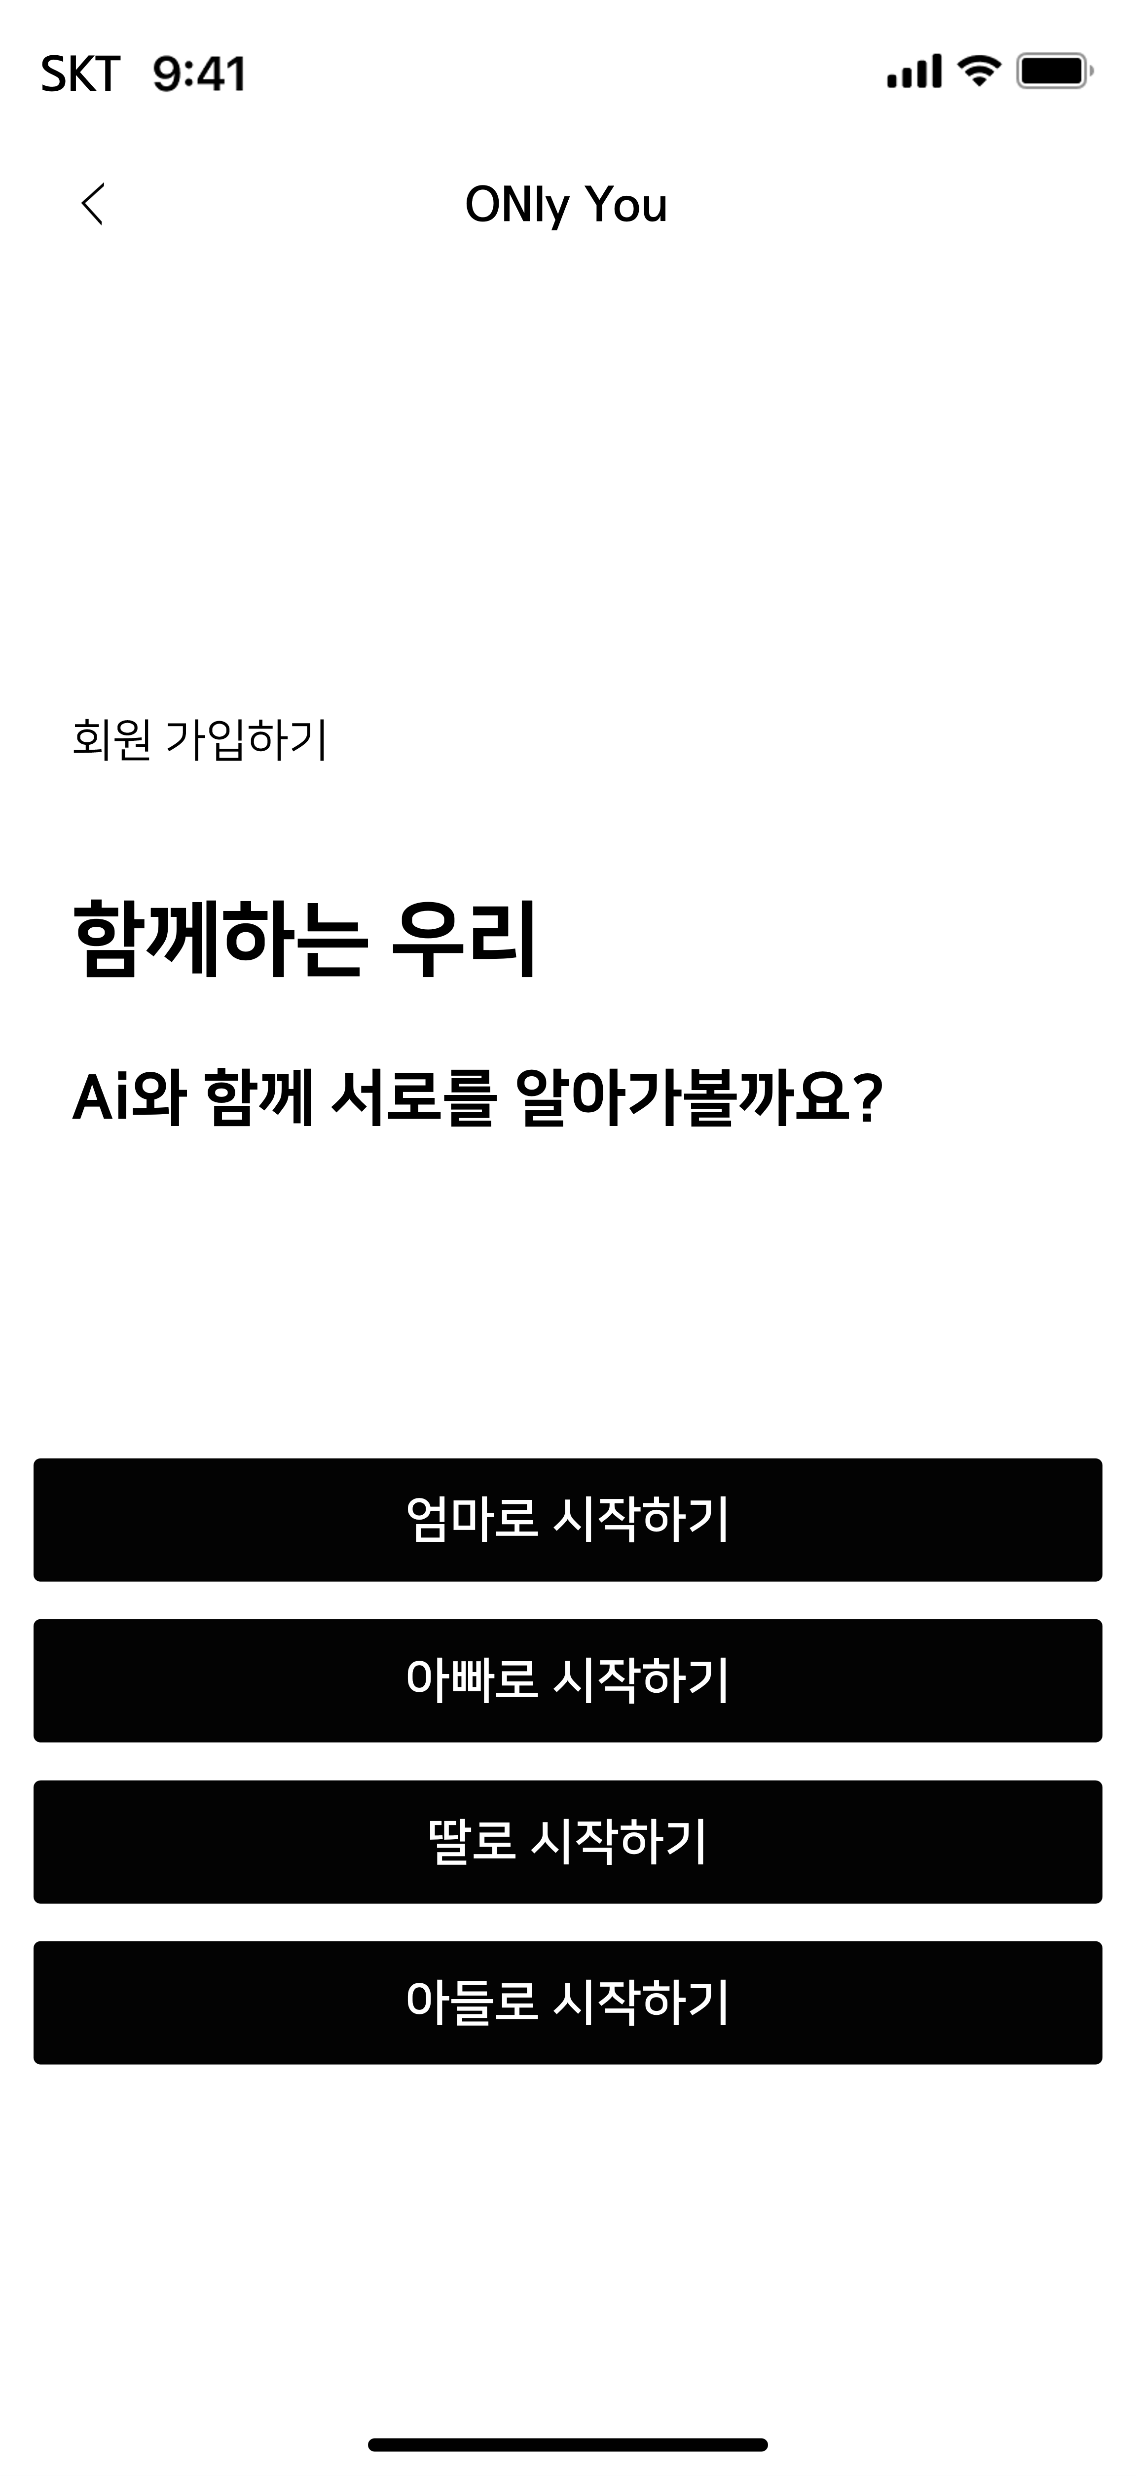 SKT 9:41
ONly You
회원 가입하기
함께하는 우리
Ai와 함께 서로를 알아가볼까요?
엄마로 시작하기
아빠로 시작하기
딸로 시작하기
아들로 시작하기